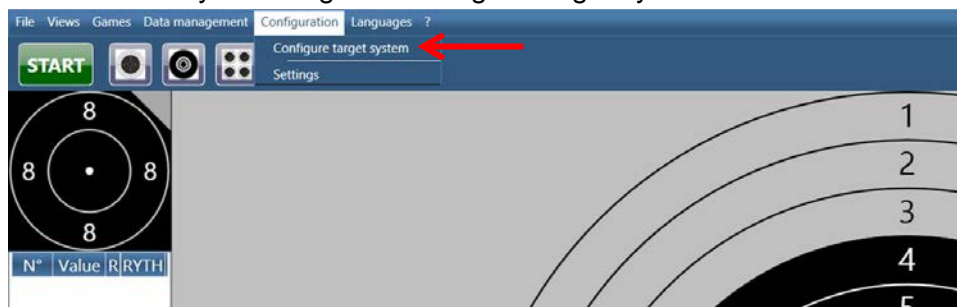 File Views Games Data management Configuration Languages ?
Configure target system
START
Settings
8
8 8
8
1
2
3
4
5
N° Value R RYTH